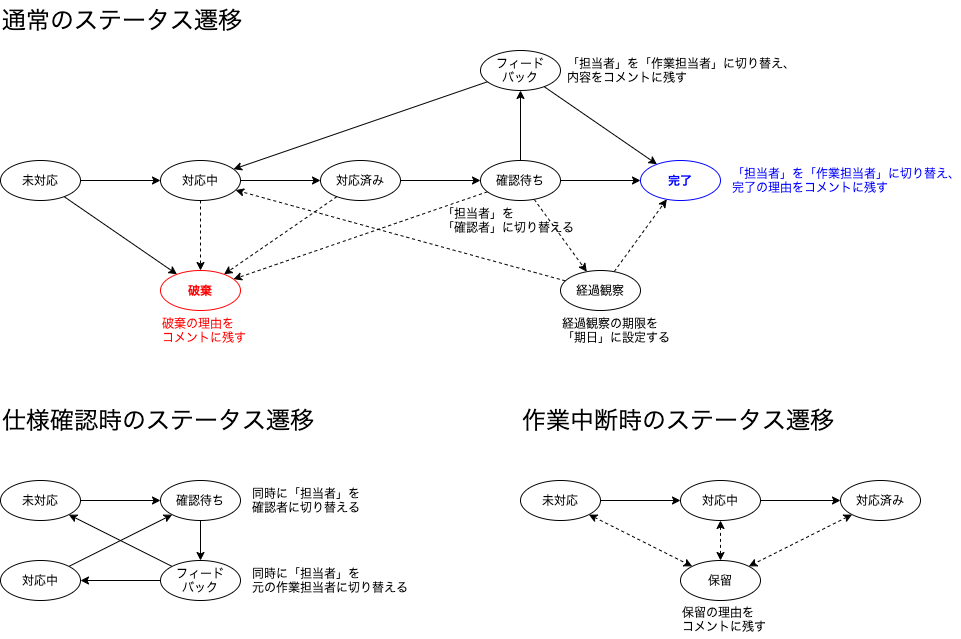 通常のステータス遷移
フィード
バック
「担当者」を「作業担当者」に切り替え、
内容をコメントに残す
未対応
対応中
対応済み
確認待ち
完了
「担当者」を「作業担当者」に切り替え、
完了の理由をコメントに残す
「担当者」を
「確認者」に切り替える
破棄
経過観察
破棄の理由を
コメントに残す
経過観察の期限を
「期日」に設定する
仕様確認時のステータス遷移
未対応
確認待ち
同時に「担当者」を
確認者に切り替える
対応中
フィード
バック
同時に「担当者」を
元の作業担当者に切り替える
作業中断時のステータス遷移
未対応
対応中
対応済み
保留
保留の理由を
コメントに残す